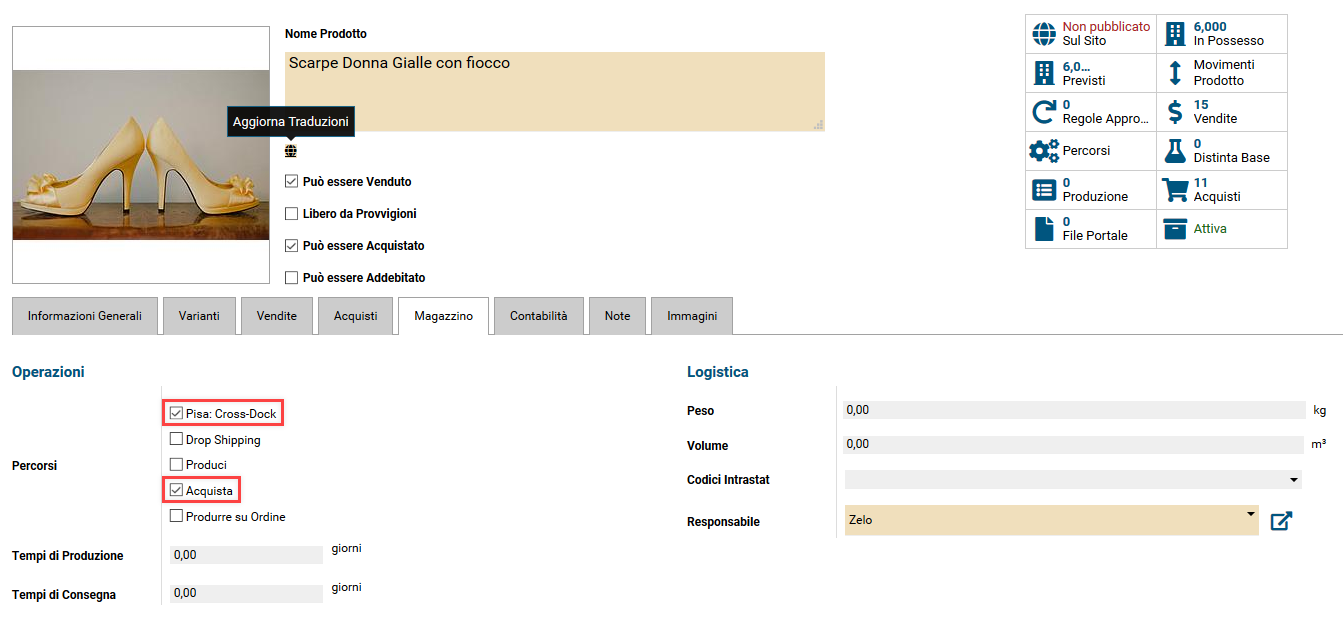 Nome Prodotto
Scarpe Donna Gialle con fiocco
Aggiorna Traduzioni
Può essere Venduto
Libero da Provvigioni
Può essere Acquistato
Può essere Addebitato
Non pubblicato
Sul Sito
6,000
In Possesso
6,0...
Previsti
Movimenti
Prodotto
0
Regole Appro...
15
Vendite
Percorsi
0
Distinta Base
0
Produzione
11
Acquisti
0
File Portale
Attiva
Informazioni Generali
Varianti
Vendite
Acquisti
Magazzino
Contabilità
Note
Immagini
Operazioni
Percorsi
Pisa: Cross-Dock
Drop Shipping
Produci
Acquista
Produrre su Ordine
Tempi di Produzione 0,00 giorni
Tempi di Consegna 0,00 giorni
Logistica
Peso 0,00 kg
Volume 0,00 m³
Codici Intrastat
Responsabile Zelo